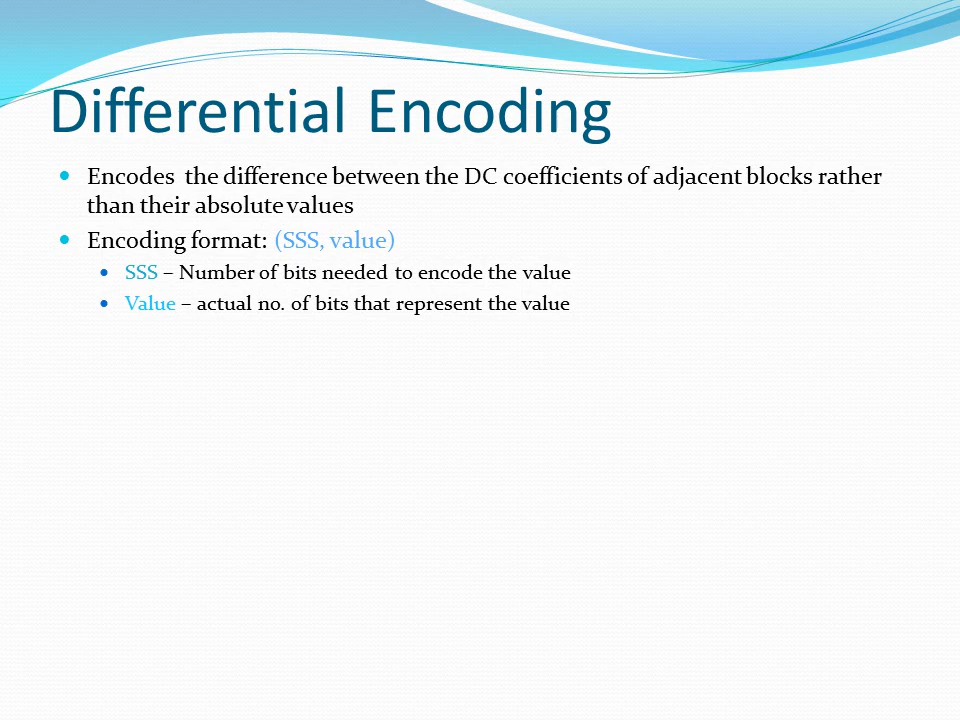 Differential Encoding
Encodes the difference between the DC coefficients of adjacent blocks rather
than their absolute values
Encoding format: (SSS, value)
SSS – Number of bits needed to encode the value
Value – actual no. of bits that represent the value